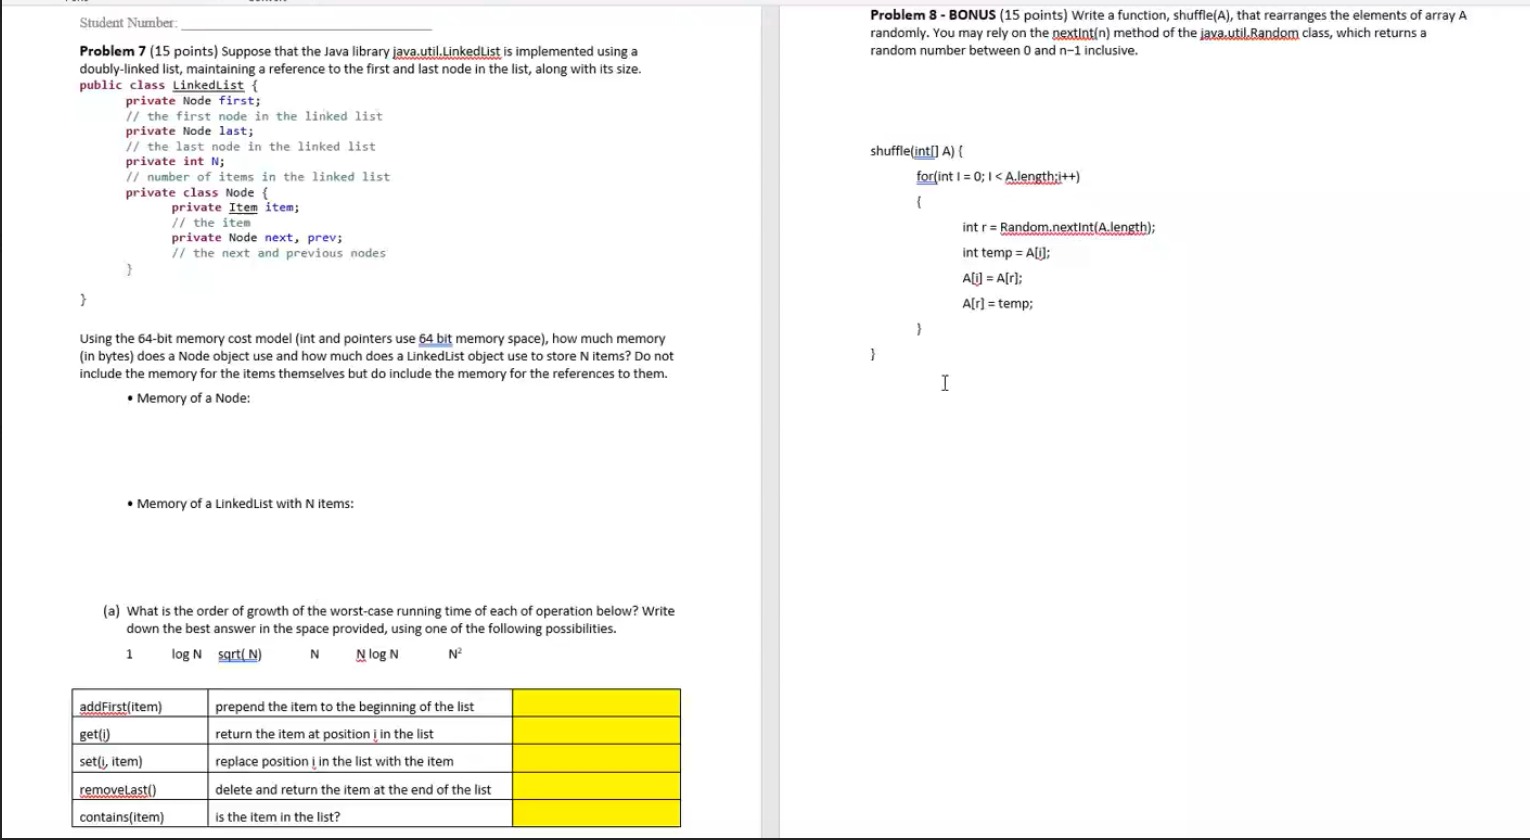 Student Number:
Problem 7 (15 points) Suppose that the Java library java.util.LinkedList is implemented using a
doubly-linked list, maintaining a reference to the first and last node in the list, along with its size.
public class LinkedList {
private Node first;
// the first node in the linked list
private Node last;
// the last node in the linked list
private int N;
// number of items in the linked list
private class Node {
private Item item;
// the item
private Node next, prev;
// the next and previous nodes
}
}
Using the 64-bit memory cost model (int and pointers use 64 bit memory space), how much memory
(in bytes) does a Node object use and how much does a LinkedList object use to store N items? Do not
include the memory for the items themselves but do include the memory for the references to them.
• Memory of a Node:
• Memory of a LinkedList with N items:
(a) What is the order of growth of the worst-case running time of each of operation below? Write
down the best answer in the space provided, using one of the following possibilities.
1 log N sqrt( N) N N log N N²
addFirst(item) prepend the item to the beginning of the list
get(i) return the item at position i in the list
set(i, item) replace position i in the list with the item
removeLast() delete and return the item at the end of the list
contains(item) is the item in the list?
Problem 8 - BONUS (15 points) Write a function, shuffle(A), that rearranges the elements of array A
randomly. You may rely on the nextInt(n) method of the java.util.Random class, which returns a
random number between 0 and n–1 inclusive.
shuffle(int[] A) {
for(int I = 0; I < A.length;i++)
{
int r = Random.nextInt(A.length);
int temp = A[i];
A[i] = A[r];
A[r] = temp;
}
}